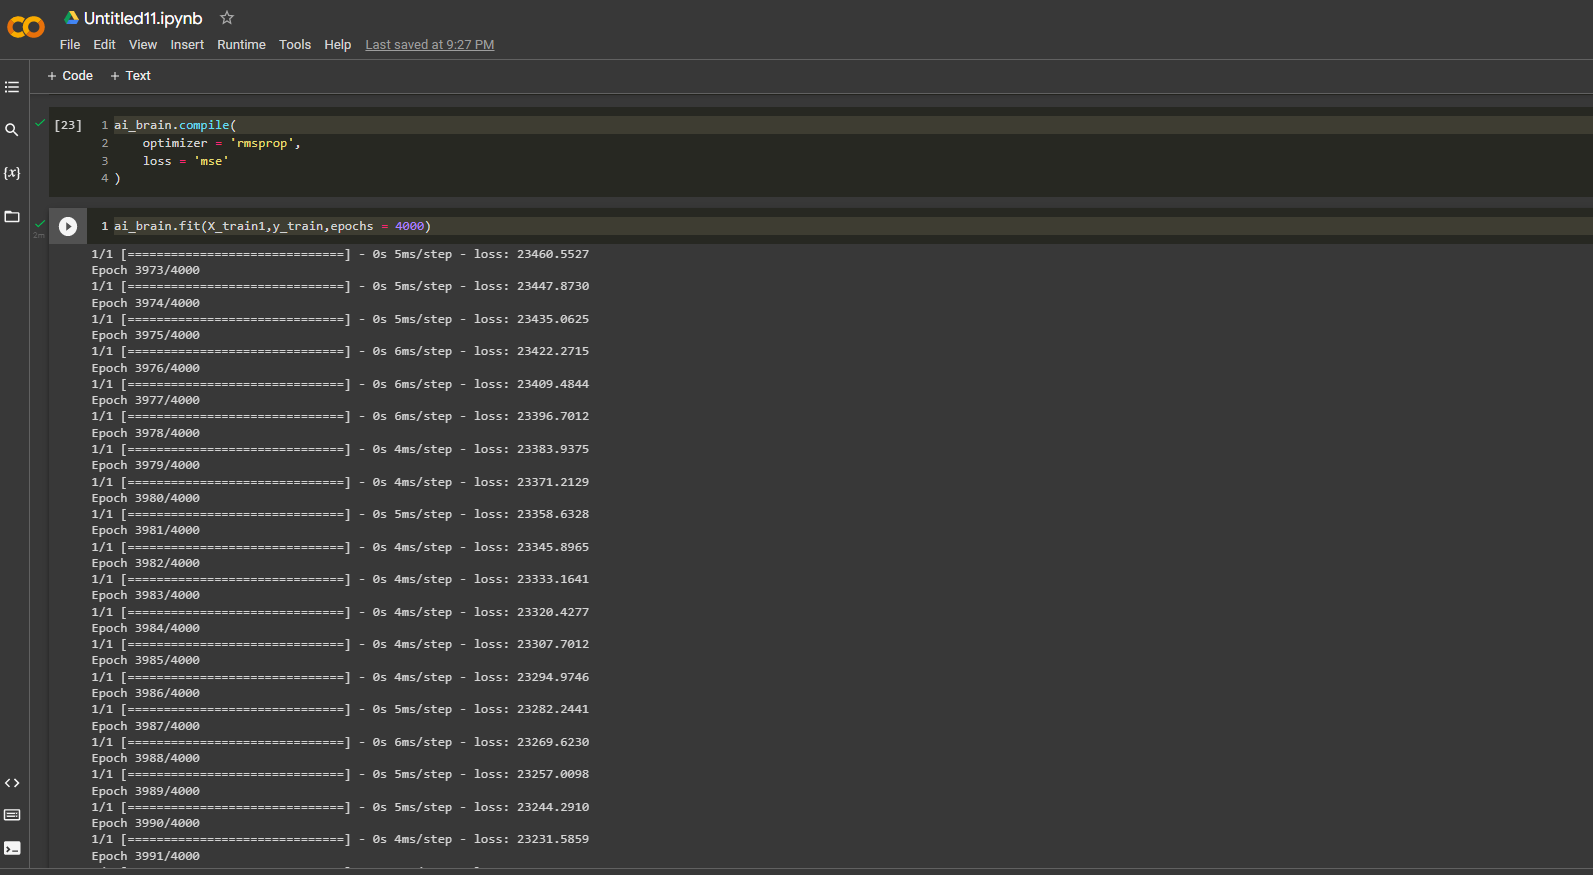 Untitled11.ipynb
File Edit View Insert Runtime Tools Help Last saved at 9:27 PM
+ Code + Text
[23] 1 ai_brain.compile(
2 optimizer = 'rmsprop',
3 loss = 'mse'
4 )
1 ai_brain.fit(X_train1,y_train,epochs = 4000)
2m
1/1 [==============================] - 0s 5ms/step - loss: 23460.5527
Epoch 3973/4000
1/1 [==============================] - 0s 5ms/step - loss: 23447.8730
Epoch 3974/4000
1/1 [==============================] - 0s 5ms/step - loss: 23435.0625
Epoch 3975/4000
1/1 [==============================] - 0s 6ms/step - loss: 23422.2715
Epoch 3976/4000
1/1 [==============================] - 0s 6ms/step - loss: 23409.4844
Epoch 3977/4000
1/1 [==============================] - 0s 6ms/step - loss: 23396.7012
Epoch 3978/4000
1/1 [==============================] - 0s 4ms/step - loss: 23383.9375
Epoch 3979/4000
1/1 [==============================] - 0s 4ms/step - loss: 23371.2129
Epoch 3980/4000
1/1 [==============================] - 0s 5ms/step - loss: 23358.6328
Epoch 3981/4000
1/1 [==============================] - 0s 4ms/step - loss: 23345.8965
Epoch 3982/4000
1/1 [==============================] - 0s 4ms/step - loss: 23333.1641
Epoch 3983/4000
1/1 [==============================] - 0s 4ms/step - loss: 23320.4277
Epoch 3984/4000
1/1 [==============================] - 0s 4ms/step - loss: 23307.7012
Epoch 3985/4000
1/1 [==============================] - 0s 4ms/step - loss: 23294.9746
Epoch 3986/4000
1/1 [==============================] - 0s 5ms/step - loss: 23282.2441
Epoch 3987/4000
1/1 [==============================] - 0s 6ms/step - loss: 23269.6230
Epoch 3988/4000
1/1 [==============================] - 0s 5ms/step - loss: 23257.0098
Epoch 3989/4000
1/1 [==============================] - 0s 5ms/step - loss: 23244.2910
Epoch 3990/4000
1/1 [==============================] - 0s 4ms/step - loss: 23231.5859
Epoch 3991/4000